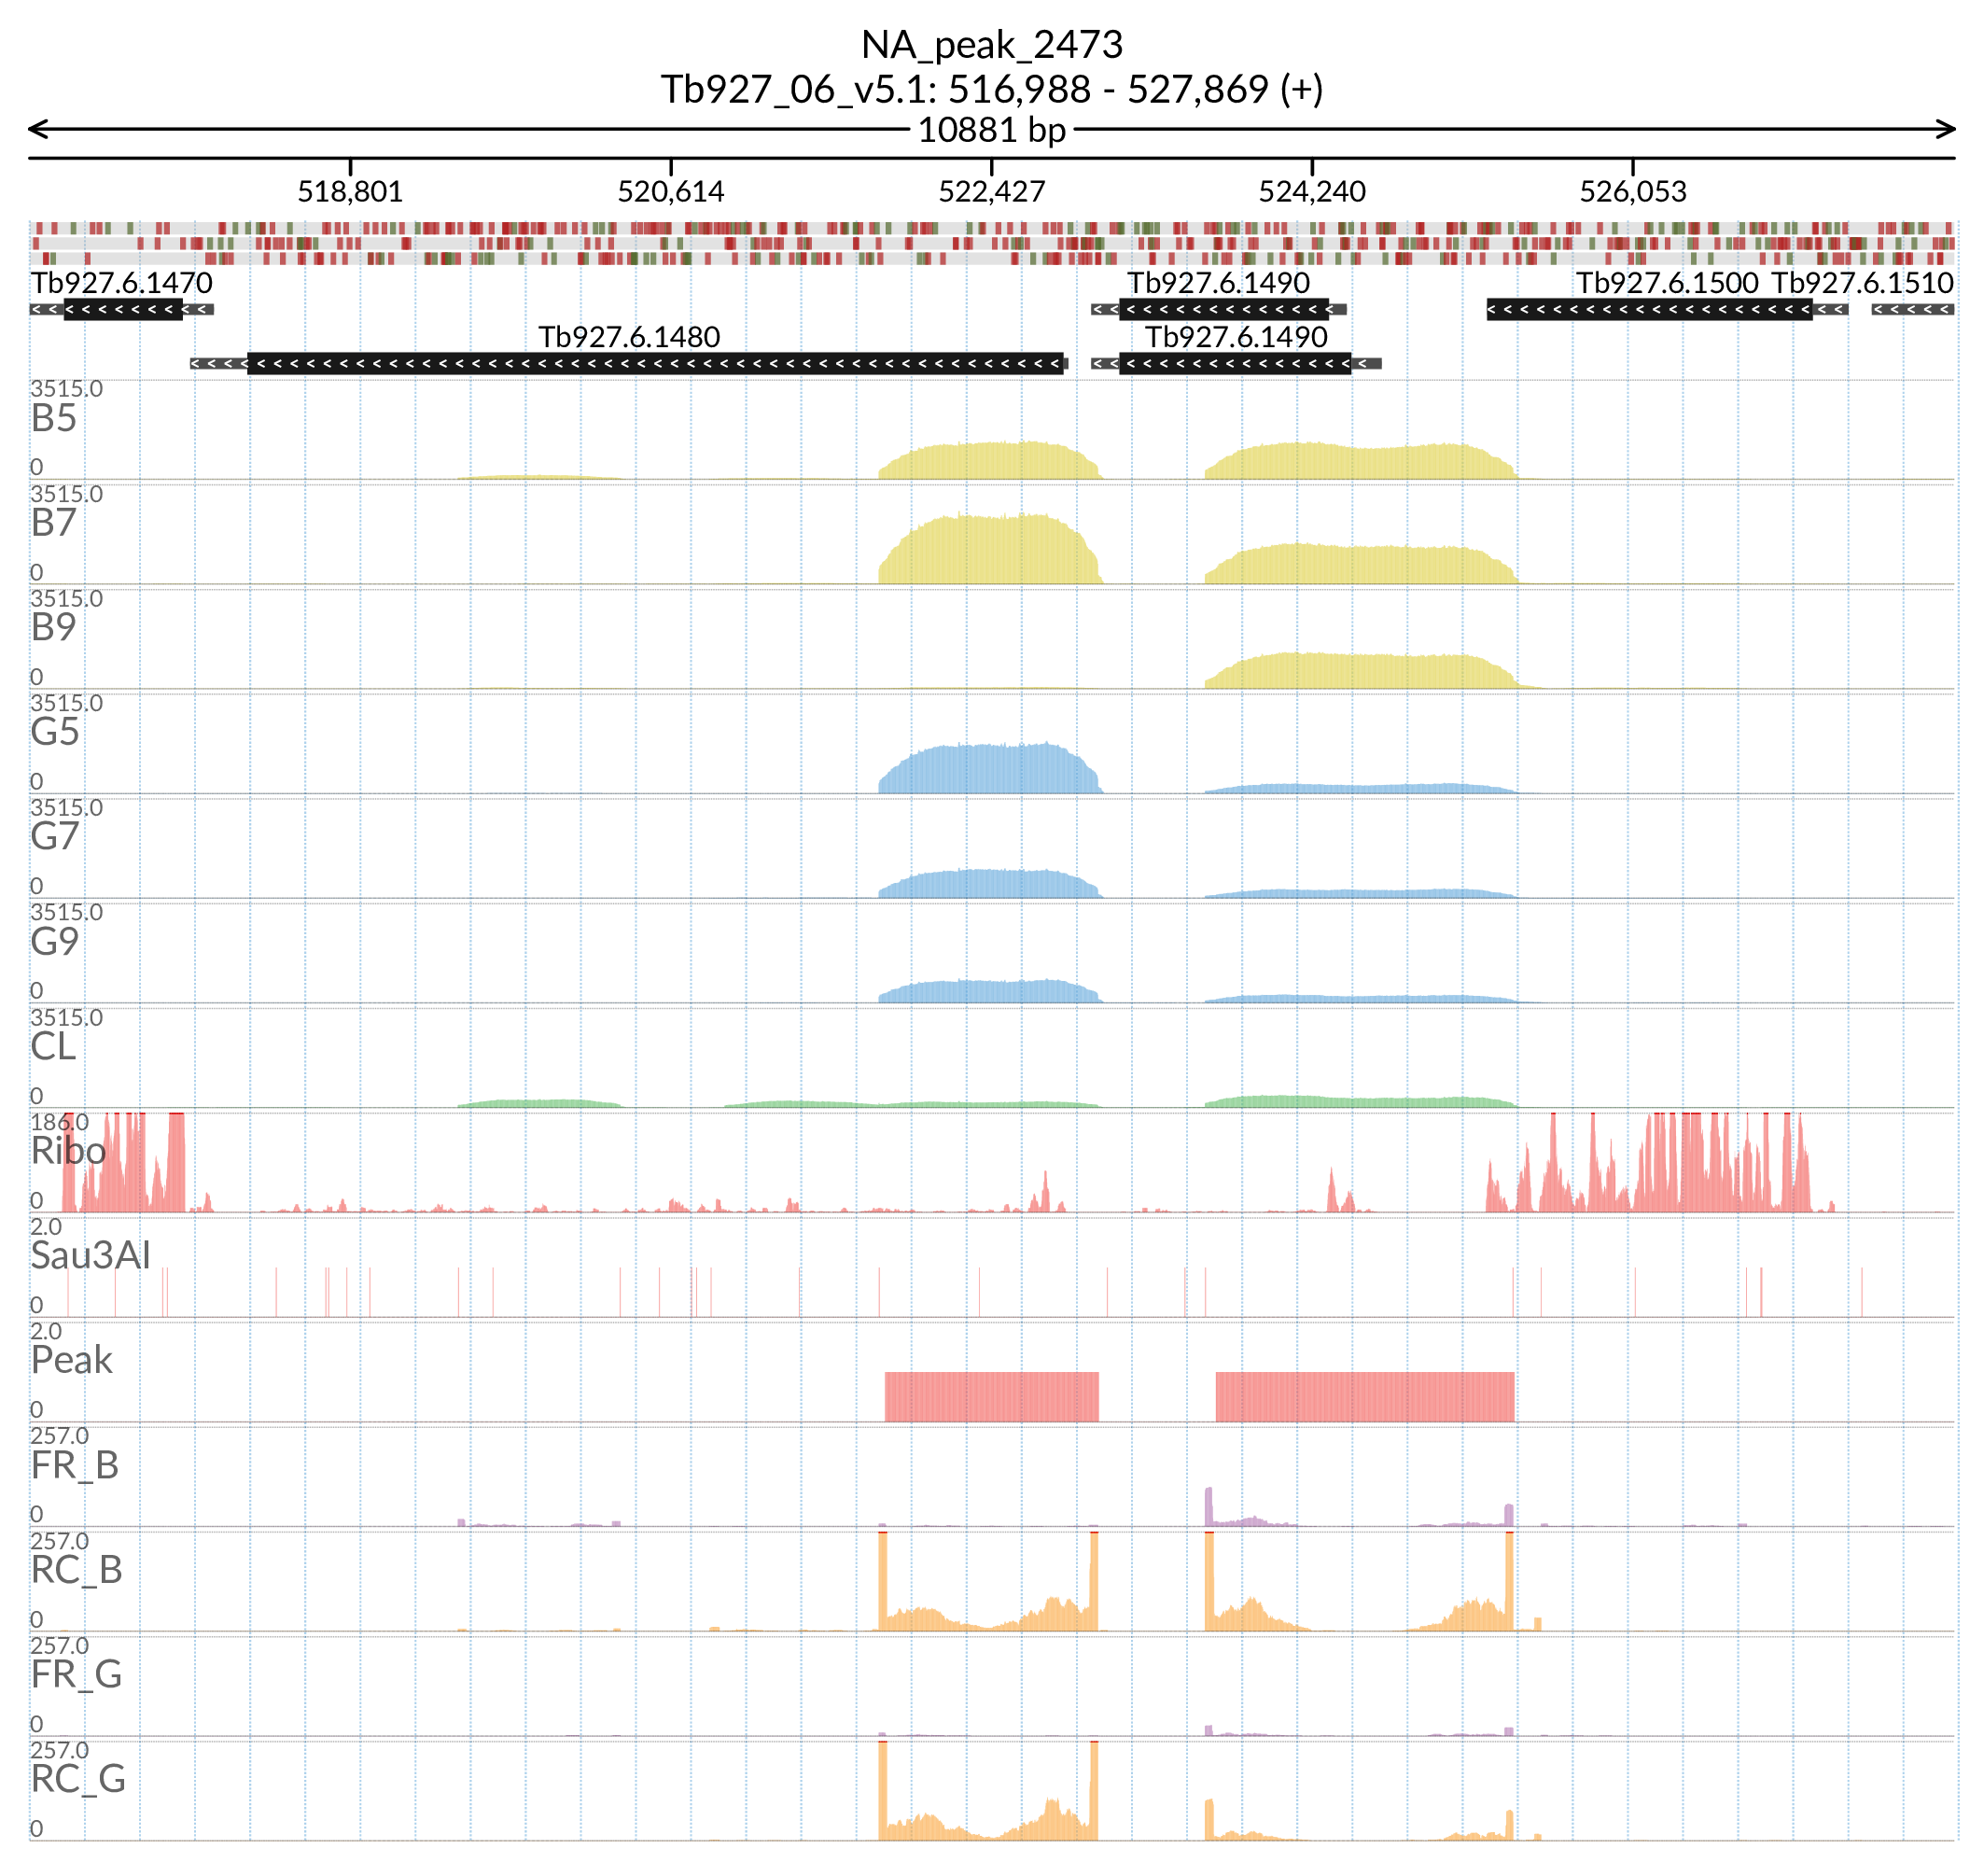 NA_peak_2473
Tb927_06_v5.1: 516,988 - 527,869 (+)
10881 bp
518,801 520,614 522,427 524,240 526,053
Tb927.6.1470 Tb927.6.1490 Tb927.6.1500 Tb927.6.1510
Tb927.6.1480 Tb927.6.1490
3515.0
B5
0
3515.0
B7
0
3515.0
B9
0
3515.0
G5
0
3515.0
G7
0
3515.0
G9
0
3515.0
CL
0
186.0
Ribo
0
2.0
Sau3AI
0
2.0
Peak
0
257.0
FR_B
0
257.0
RC_B
0
257.0
FR_G
0
257.0
RC_G
0